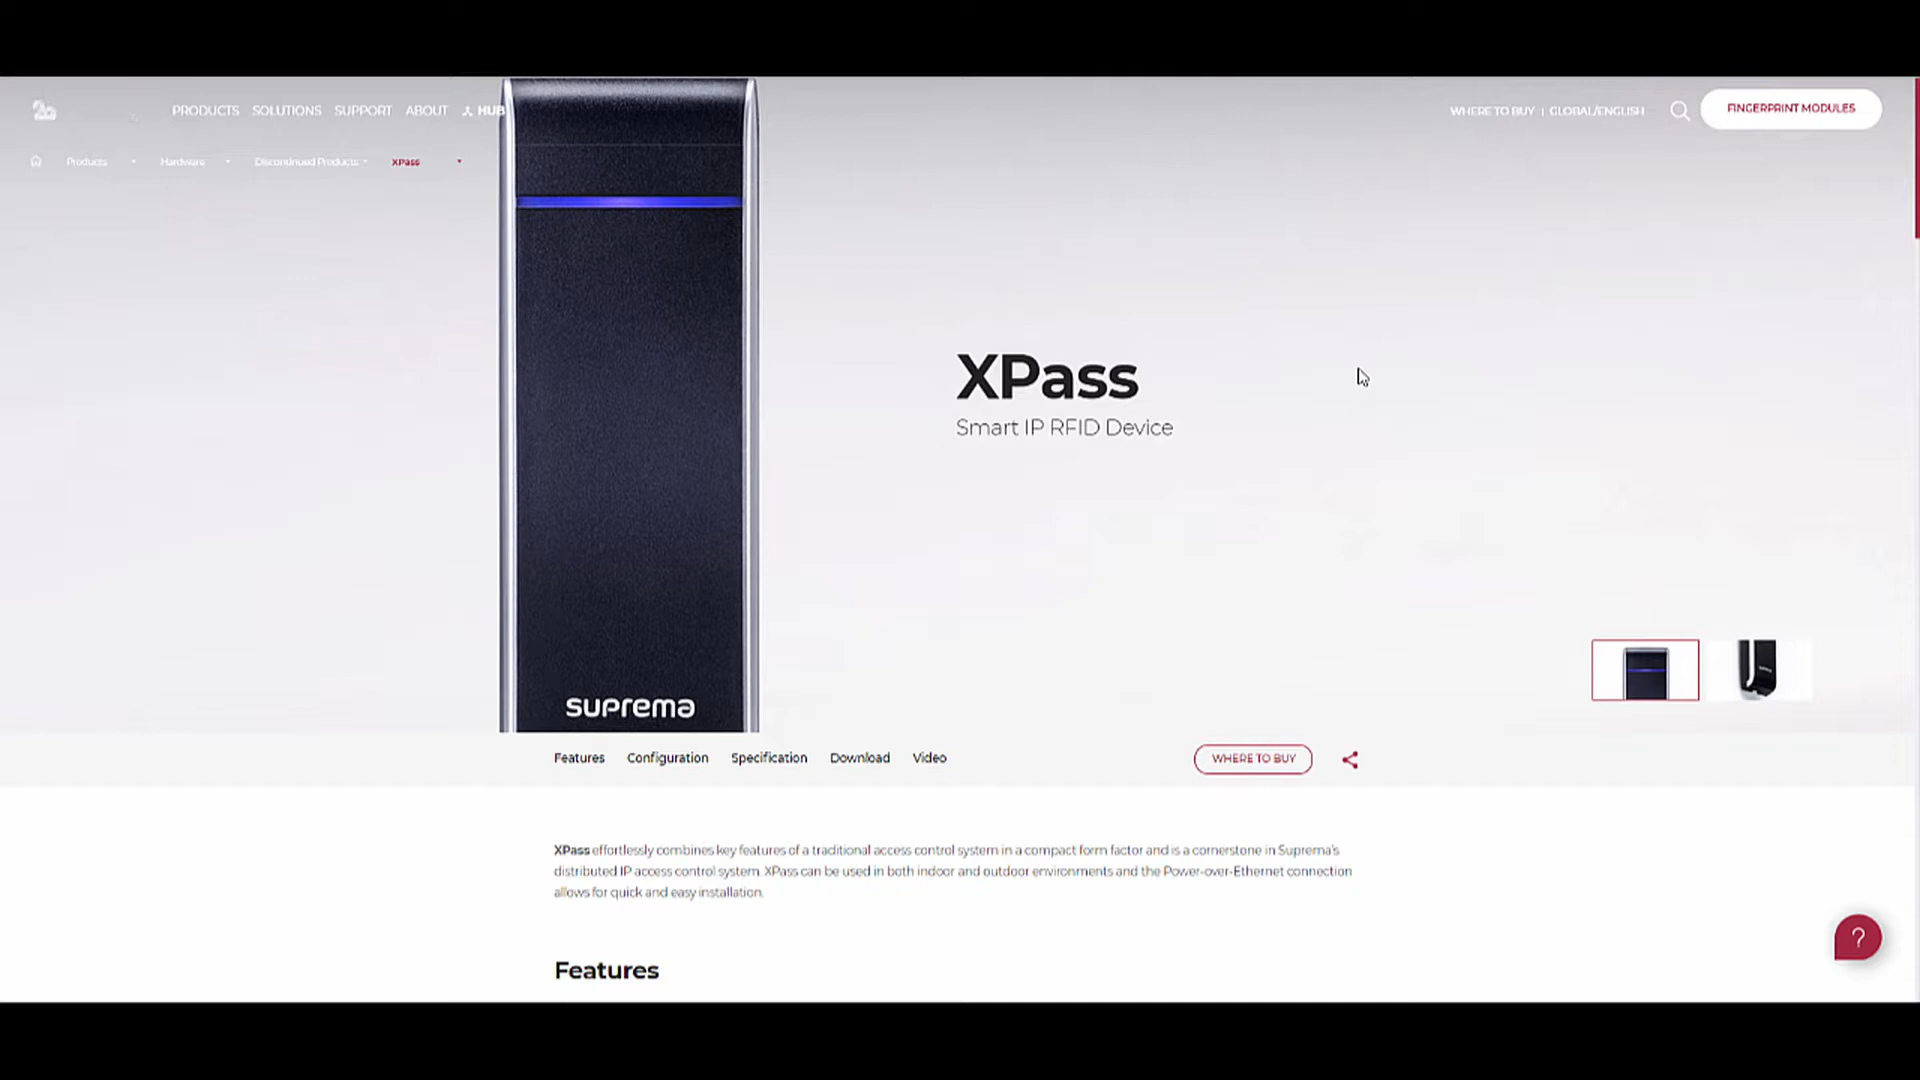 PRODUCTS SOLUTIONS SUPPORT ABOUT HUB
WHERE TO BUY | GLOBAL/ENGLISH
FINGERPRINT MODULES
Products Hardware Discontinued Products XPass
XPass
Smart IP RFID Device
suprema
Features Configuration Specification Download Video
WHERE TO BUY
XPass effortlessly combines key features of a traditional access control system in a compact form factor and is a cornerstone in Suprema's
distributed IP access control system. XPass can be used in both indoor and outdoor environments and the Power-over-Ethernet connection
allows for quick and easy installation.
?
Features